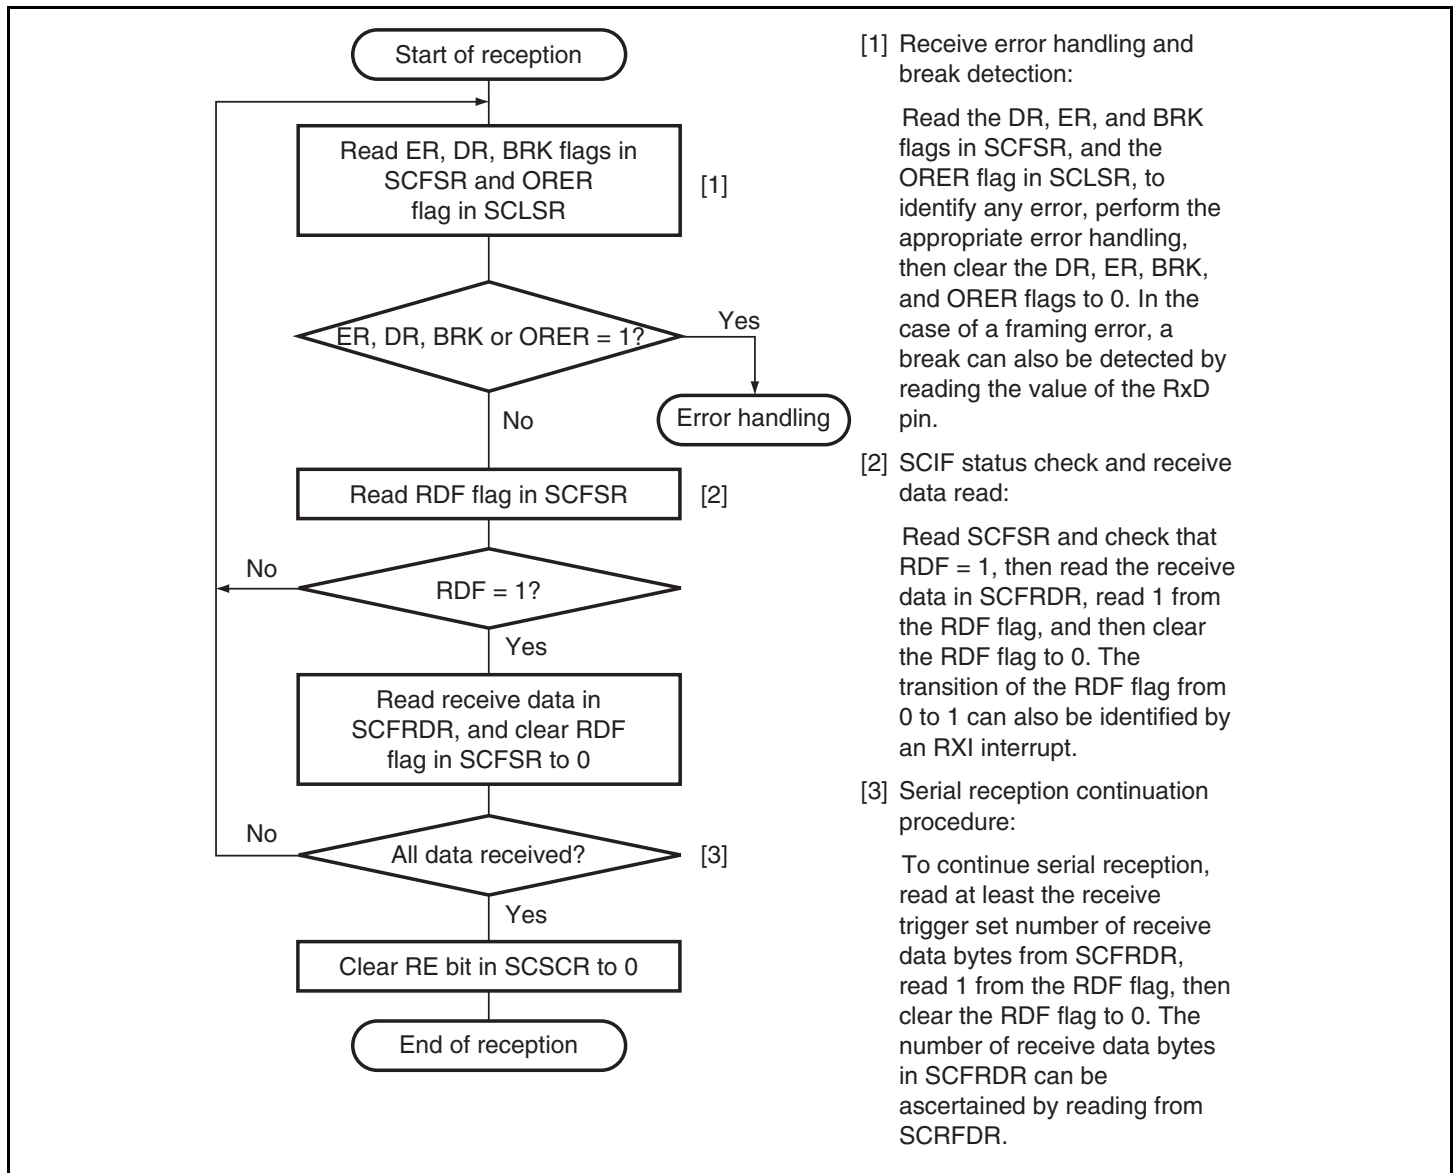 Start of reception
Read ER, DR, BRK flags in
SCFSR and ORER
flag in SCLSR
[1]
ER, DR, BRK or ORER = 1?
Yes
Error handling
No
Read RDF flag in SCFSR
[2]
No
RDF = 1?
Yes
Read receive data in
SCFRDR, and clear RDF
flag in SCFSR to 0
No
All data received?
[3]
Yes
Clear RE bit in SCSCR to 0
End of reception
[1] Receive error handling and
break detection:
Read the DR, ER, and BRK
flags in SCFSR, and the
ORER flag in SCLSR, to
identify any error, perform the
appropriate error handling,
then clear the DR, ER, BRK,
and ORER flags to 0. In the
case of a framing error, a
break can also be detected by
reading the value of the RxD
pin.
[2] SCIF status check and receive
data read:
Read SCFSR and check that
RDF = 1, then read the receive
data in SCFRDR, read 1 from
the RDF flag, and then clear
the RDF flag to 0. The
transition of the RDF flag from
0 to 1 can also be identified by
an RXI interrupt.
[3] Serial reception continuation
procedure:
To continue serial reception,
read at least the receive
trigger set number of receive
data bytes from SCFRDR,
read 1 from the RDF flag, then
clear the RDF flag to 0. The
number of receive data bytes
in SCFRDR can be
ascertained by reading from
SCRFDR.